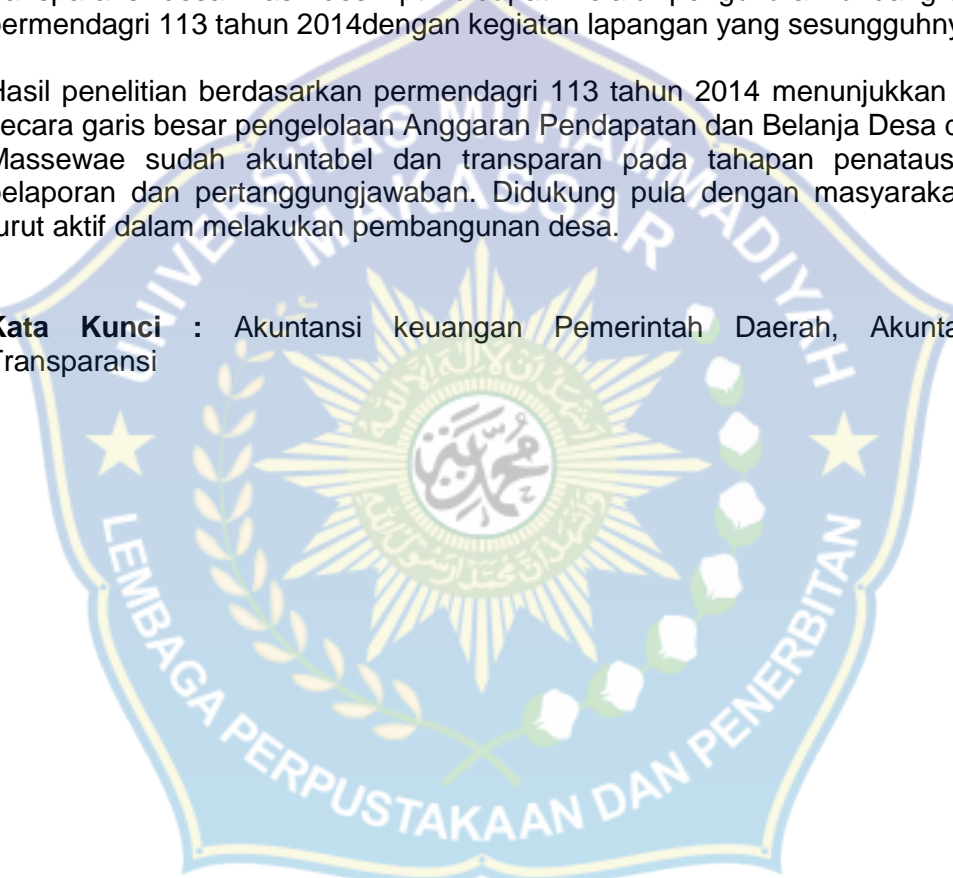 permendagri 113 tahun 2014dengan kegiatan lapangan yang sesungguhny
Hasil penelitian berdasarkan permendagri 113 tahun 2014 menunjukkan
secara garis besar pengelolaan Anggaran Pendapatan dan Belanja Desa
Massewae sudah akuntabel dan transparan pada tahapan penataus
pelaporan dan pertanggungjawaban. Didukung pula dengan masyaraka
turut aktif dalam melakukan pembangunan desa.
Kata Kunci : Akuntansi keuangan Pemerintah Daerah, Akunta
Transparansi
UNIVERSITAS MUHAMMADIYAH
MAKASSAR
LEMBAGA PERPUSTAKAAN DAN PENERBITAN